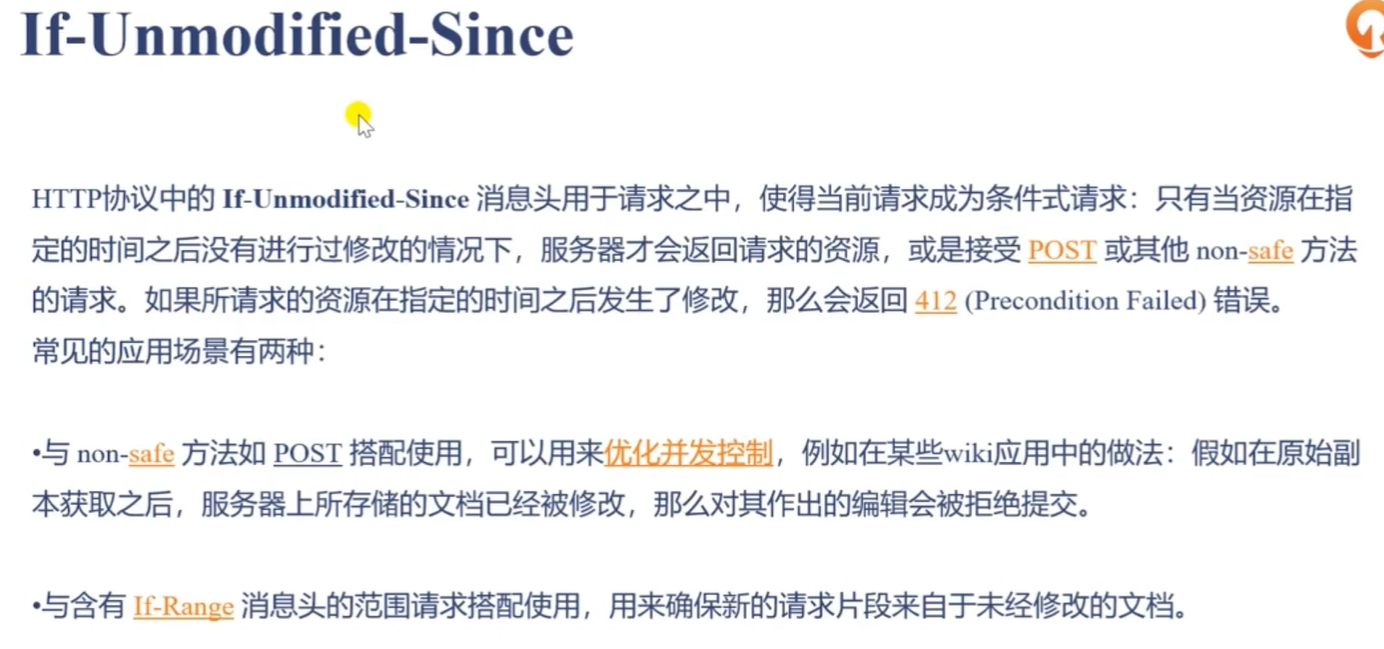 If-Unmodified-Since
HTTP协议中的 If-Unmodified-Since 消息头用于请求之中，使得当前请求成为条件式请求：只有当资源在指
定的时间之后没有进行过修改的情况下，服务器才会返回请求的资源，或是接受 POST 或其他 non-safe 方法
的请求。如果所请求的资源在指定的时间之后发生了修改，那么会返回 412 (Precondition Failed) 错误。
常见的应用场景有两种：
•与 non-safe 方法如 POST 搭配使用，可以用来优化并发控制，例如在某些wiki应用中的做法：假如在原始副
本获取之后，服务器上所存储的文档已经被修改，那么对其作出的编辑会被拒绝提交。
•与含有 If-Range 消息头的范围请求搭配使用，用来确保新的请求片段来自于未经修改的文档。